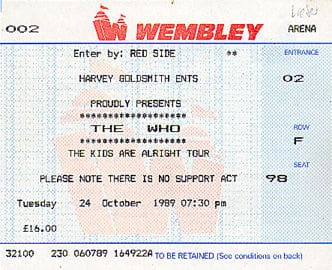 002 WEMBLEY ARENA
Enter by: RED SIDE ** ENTRANCE
HARVEY GOLDSMITH ENTS 02
PROUDLY PRESENTS
********************
THE WHO ROW
******************** F
THE KIDS ARE ALRIGHT TOUR
SEAT
PLEASE NOTE THERE IS NO SUPPORT ACT 98
Tuesday 24 October 1989 07:30 pm
£16.00
32100 230 060789 164922A TO BE RETAINED (See conditions on back)